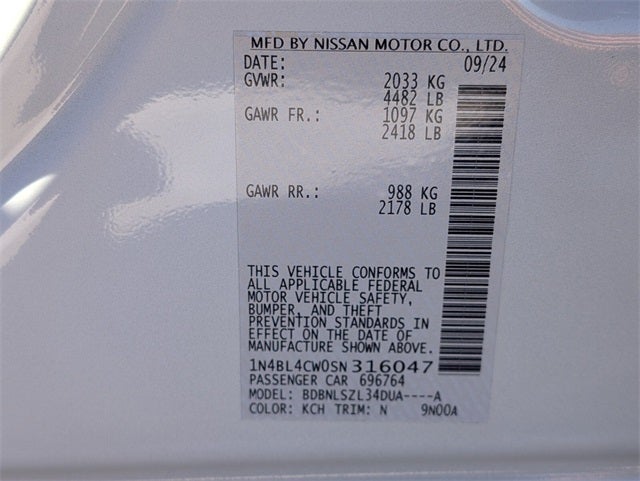 MFD BY NISSAN MOTOR CO., LTD.
DATE: 09/24
GVWR: 2033 KG
4482 LB
GAWR FR.: 1097 KG
2418 LB
GAWR RR.: 988 KG
2178 LB
THIS VEHICLE CONFORMS TO
ALL APPLICABLE FEDERAL
MOTOR VEHICLE SAFETY,
BUMPER, AND THEFT
PREVENTION STANDARDS IN
EFFECT ON THE DATE OF
MANUFACTURE SHOWN ABOVE.
1N4BL4CW0SN316047
PASSENGER CAR 696764
MODEL: BDBNLSZL34DUA----A
COLOR: KCH TRIM: N 9N00A